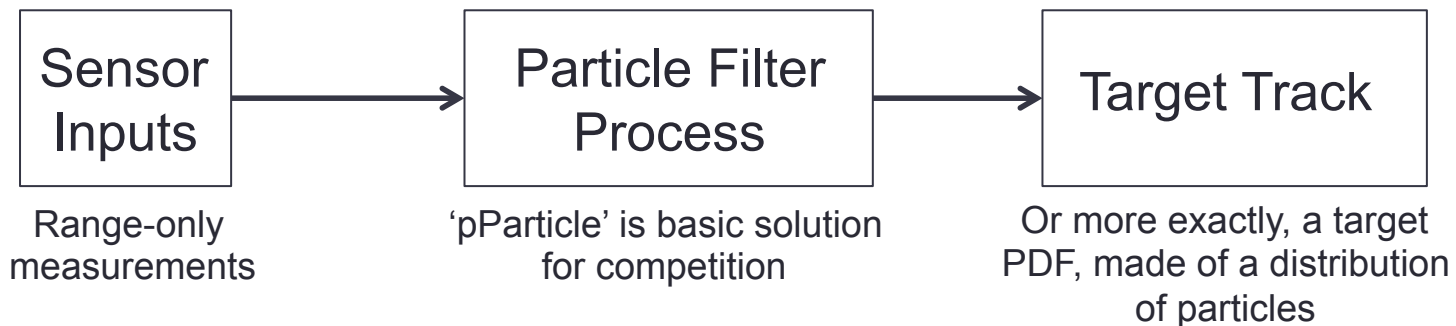 Sensor
Inputs
Particle Filter
Process
Target Track
Range-only
measurements
‘pParticle’ is basic solution
for competition
Or more exactly, a target
PDF, made of a distribution
of particles